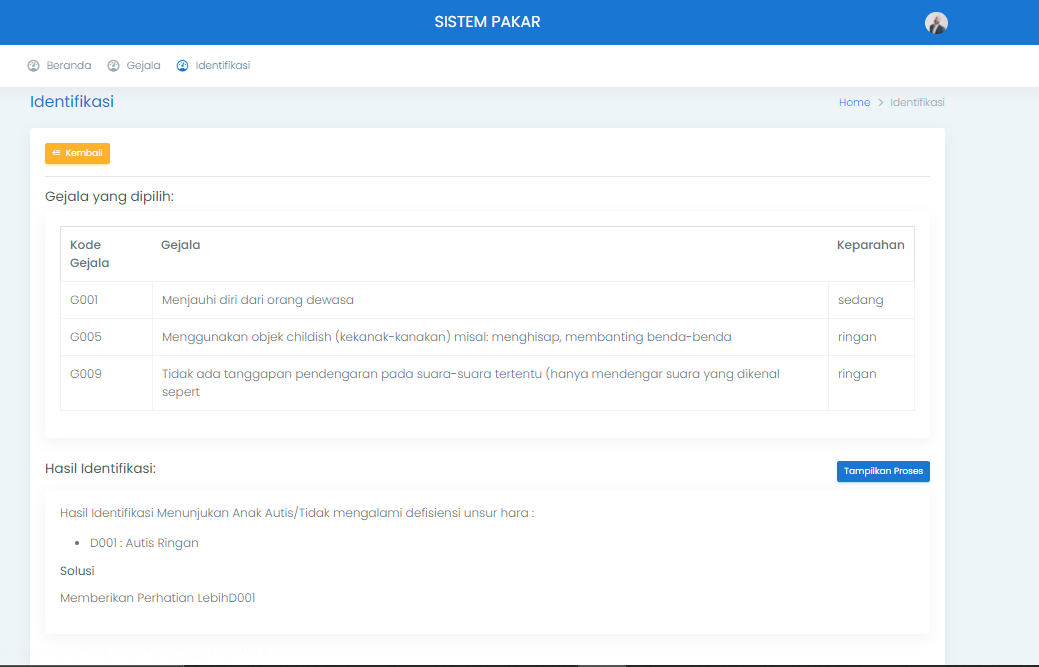 SISTEM PAKAR
Beranda Gejala Identifikasi
Identifikasi
Home > Identifikasi
Kembali
Gejala yang dipilih:
Kode Gejala Gejala Keparahan
G001 Menjauhi diri dari orang dewasa sedang
G005 Menggunakan objek childish (kekanak-kanakan) misal: menghisap, membanting benda-benda ringan
G009 Tidak ada tanggapan pendengaran pada suara-suara tertentu (hanya mendengar suara yang dikenal ringan
sepert
Hasil Identifikasi:
Tampilkan Proses
Hasil Identifikasi Menunjukan Anak Autis/Tidak mengalami defisiensi unsur hara :
• D001 : Autis Ringan
Solusi
Memberikan Perhatian LebihD001